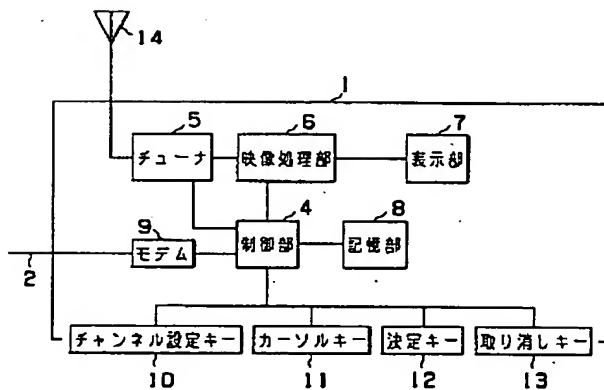 14
1
5
6
7
チューナ
映像処理部
表示部
4
8
9
制御部
記憶部
モデム
2
チャンネル設定キー
カーソルキー
決定キー
取り消しキー
10
11
12
13